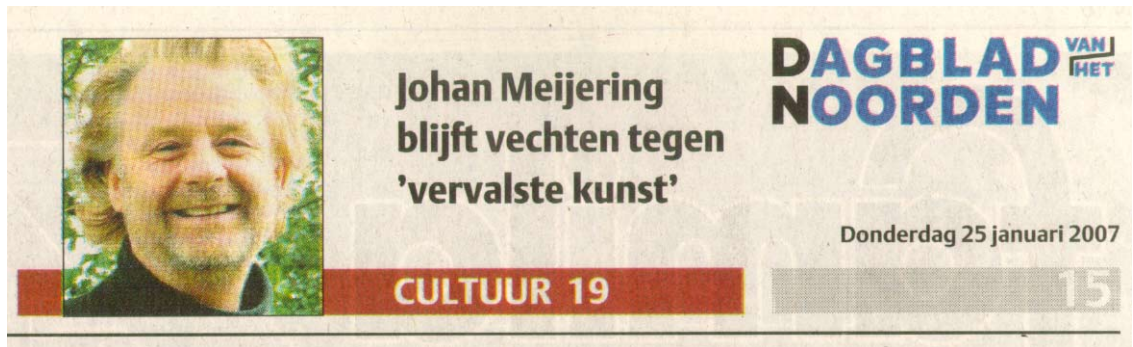 Johan Meijering
blijft vechten tegen
'vervalste kunst'
CULTUUR 19
DAGBLAD VAN HET
NOORDEN
Donderdag 25 januari 2007
15